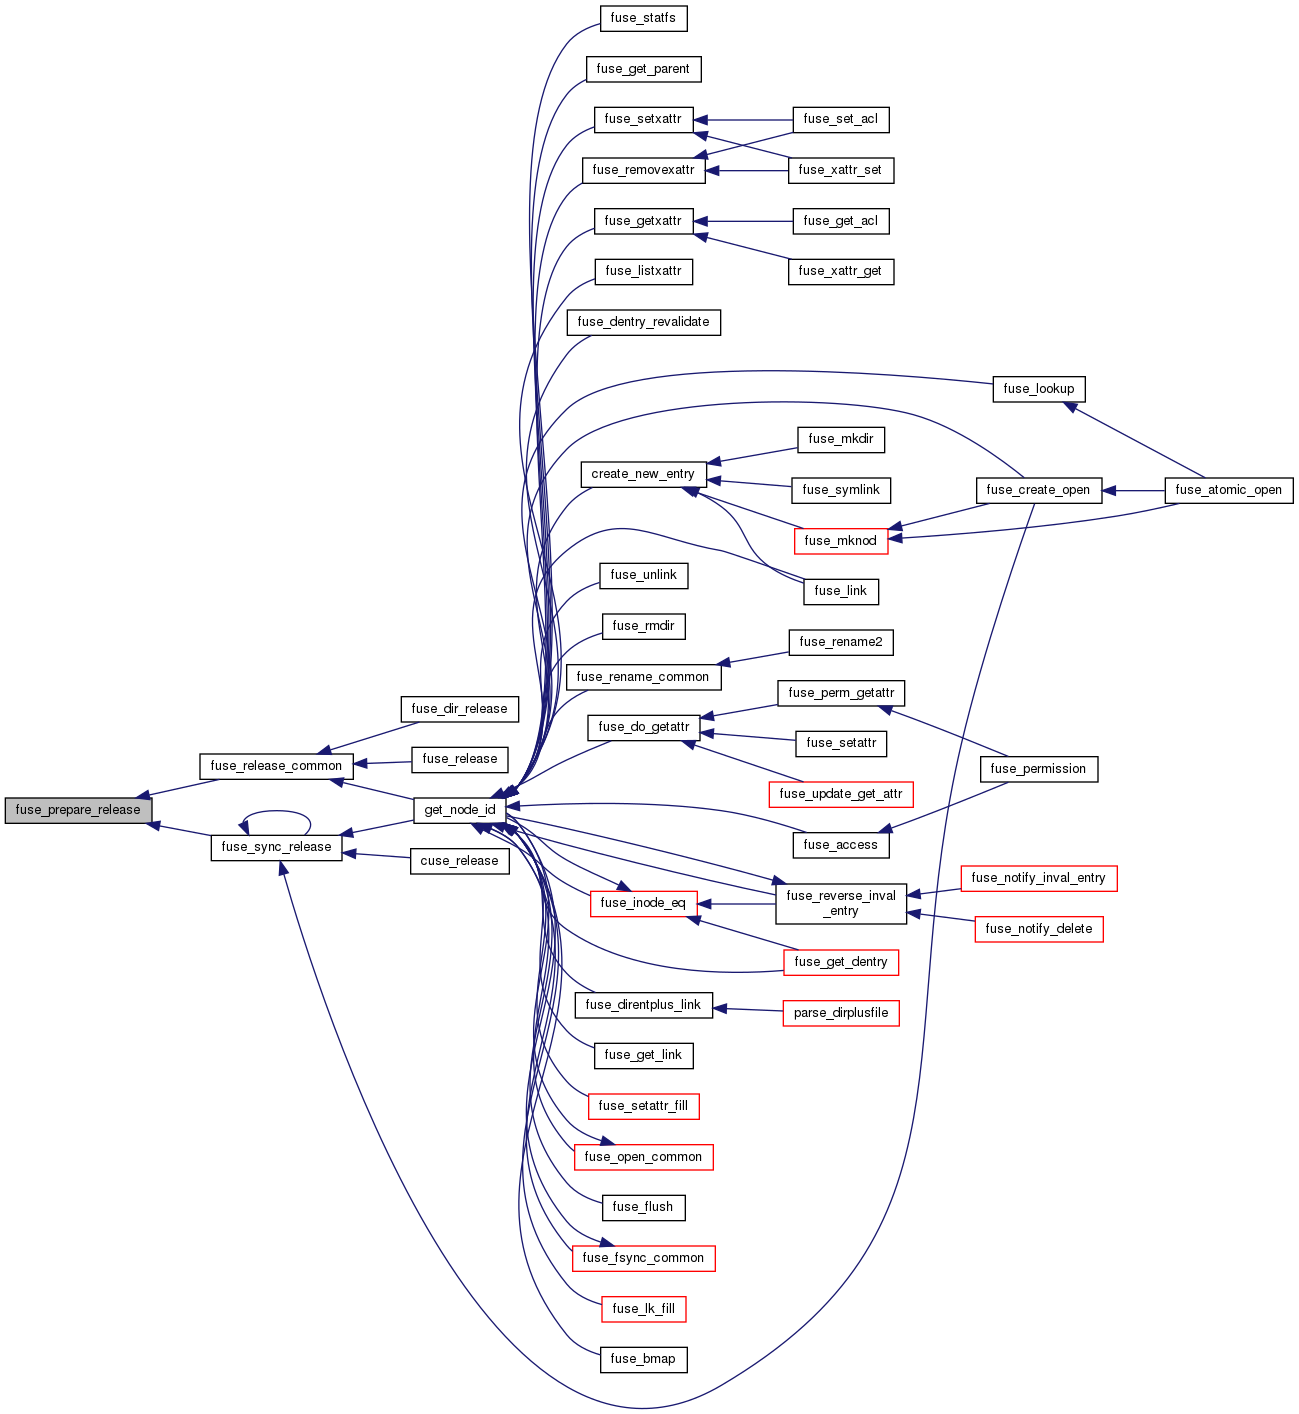 fuse_statfs
fuse_get_parent
fuse_setxattr
fuse_set_acl
fuse_removexattr
fuse_xattr_set
fuse_getxattr
fuse_get_acl
fuse_listxattr
fuse_xattr_get
fuse_dentry_revalidate
fuse_lookup
fuse_mkdir
create_new_entry
fuse_symlink
fuse_create_open
fuse_atomic_open
fuse_mknod
fuse_unlink
fuse_link
fuse_rmdir
fuse_rename2
fuse_rename_common
fuse_perm_getattr
fuse_dir_release
fuse_do_getattr
fuse_setattr
fuse_release
fuse_release_common
fuse_permission
fuse_update_get_attr
fuse_prepare_release
get_node_id
fuse_sync_release
fuse_access
cuse_release
fuse_notify_inval_entry
fuse_inode_eq
fuse_reverse_inval
_entry
fuse_notify_delete
fuse_get_dentry
fuse_direntplus_link
parse_dirplusfile
fuse_get_link
fuse_setattr_fill
fuse_open_common
fuse_flush
fuse_fsync_common
fuse_lk_fill
fuse_bmap